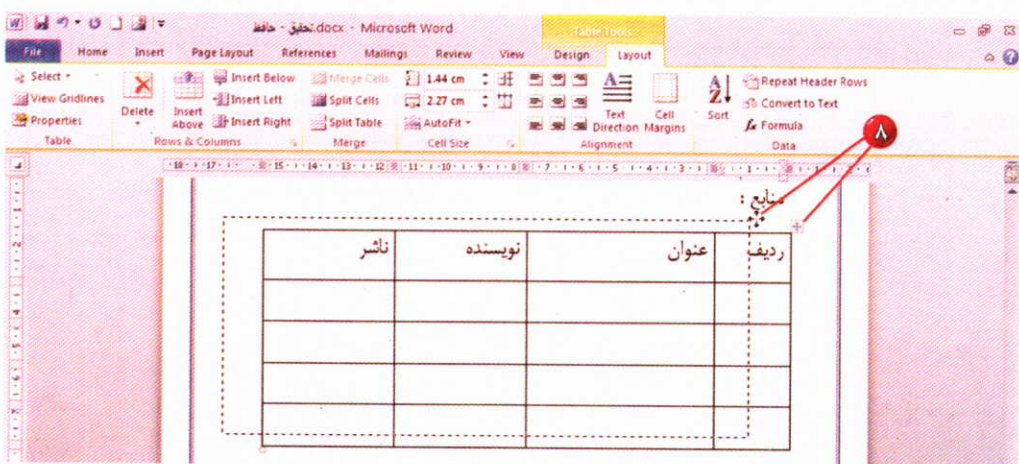 تحقیق - حافظ.docx - Microsoft Word
Table Tools
File Home Insert Page Layout References Mailings Review View Design Layout
Select
View Gridlines
Properties
Table
Delete
Insert Above
Insert Below
Insert Left
Insert Right
Rows & Columns
Merge Cells
Split Cells
Split Table
Merge
1.44 cm
2.27 cm
AutoFit
Cell Size
Text Direction
Cell Margins
Alignment
Sort
Repeat Header Rows
Convert to Text
Formula
Data
۸
منابع :
ردیف عنوان نویسنده ناشر